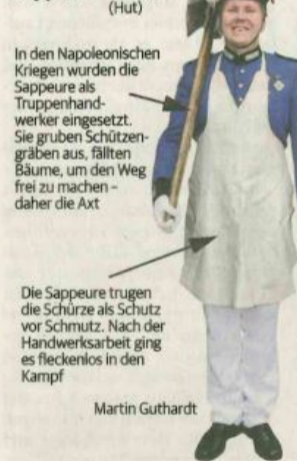 (Hut)
In den Napoleonischen
Kriegen wurden die
Sappeure als
Truppenhand-
werker eingesetzt.
Sie gruben Schützen-
gräben aus, fällten
Bäume, um den Weg
frei zu machen –
daher die Axt
Die Sappeure trugen
die Schürze als Schutz
vor Schmutz. Nach der
Handwerksarbeit ging
es fleckenlos in den
Kampf
Martin Guthardt